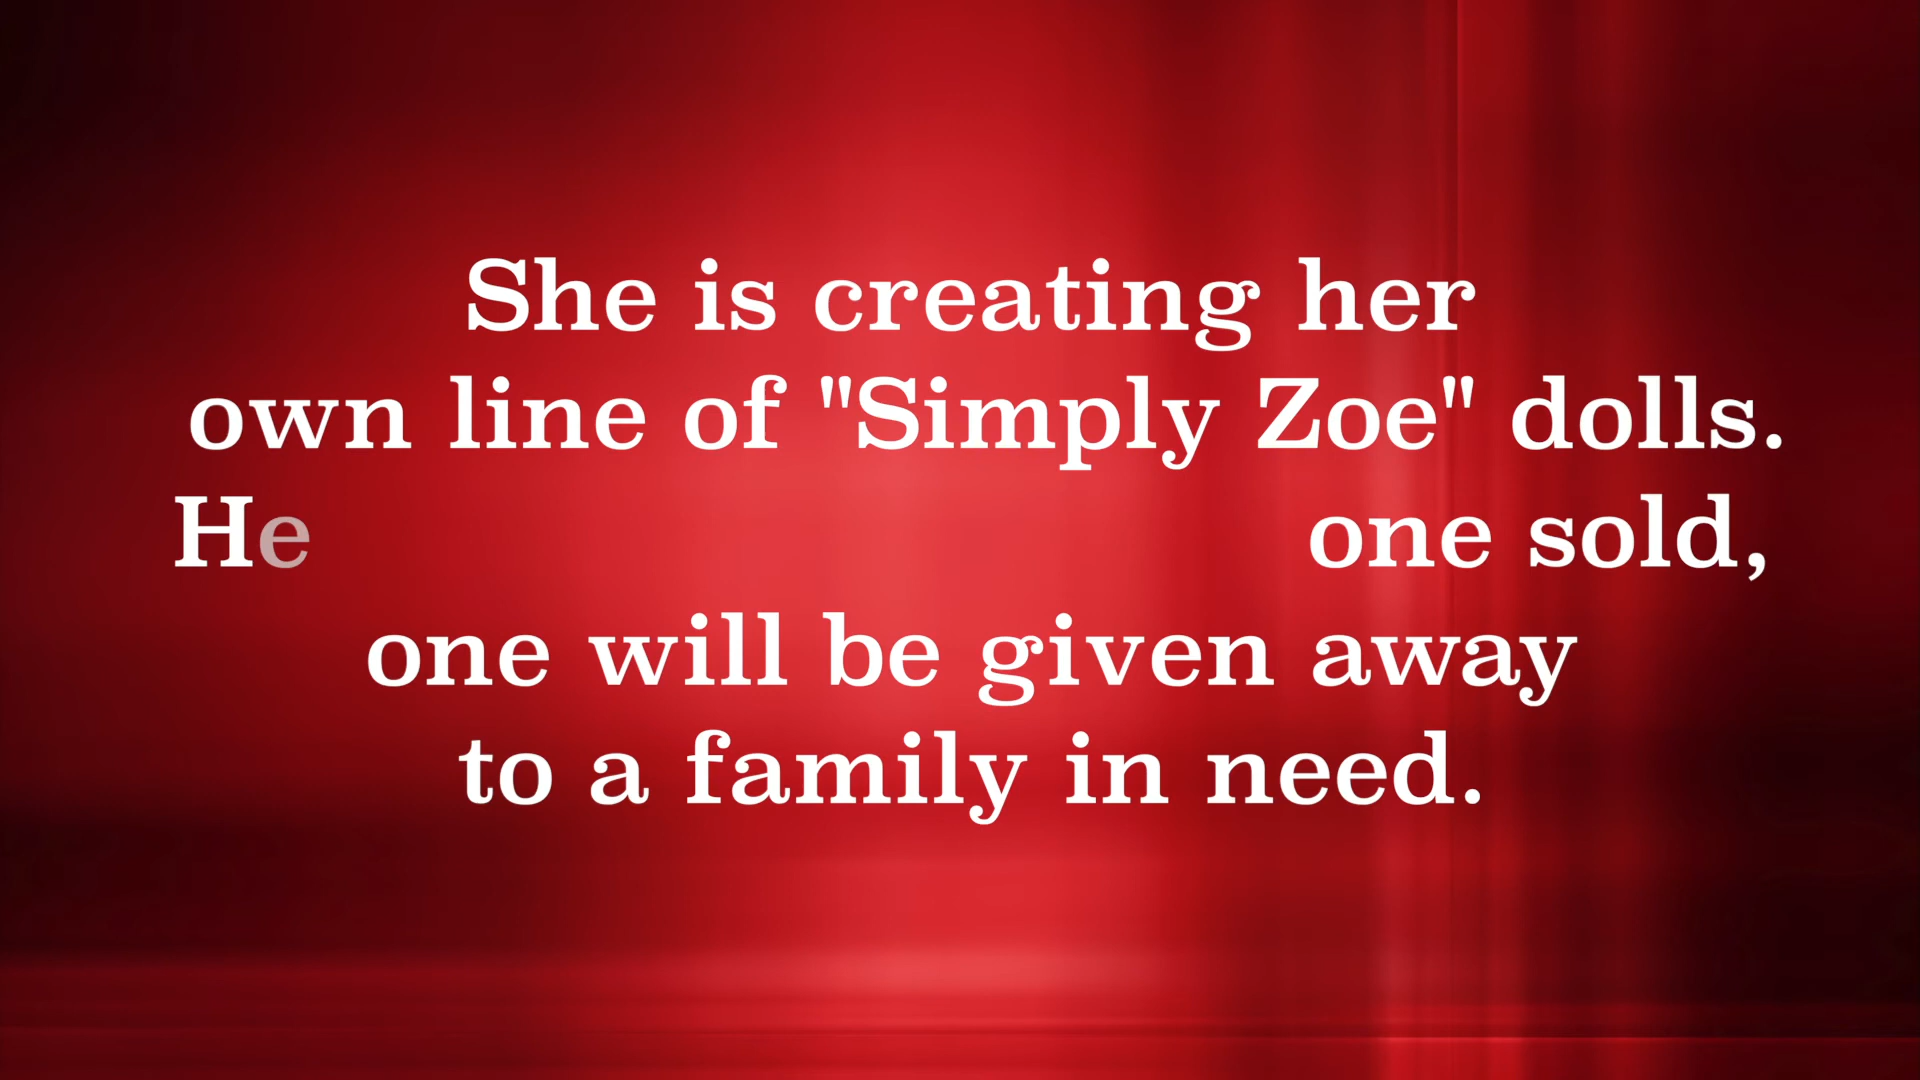 She is creating her
own line of "Simply Zoe" dolls.
He one sold,
one will be given away
to a family in need.